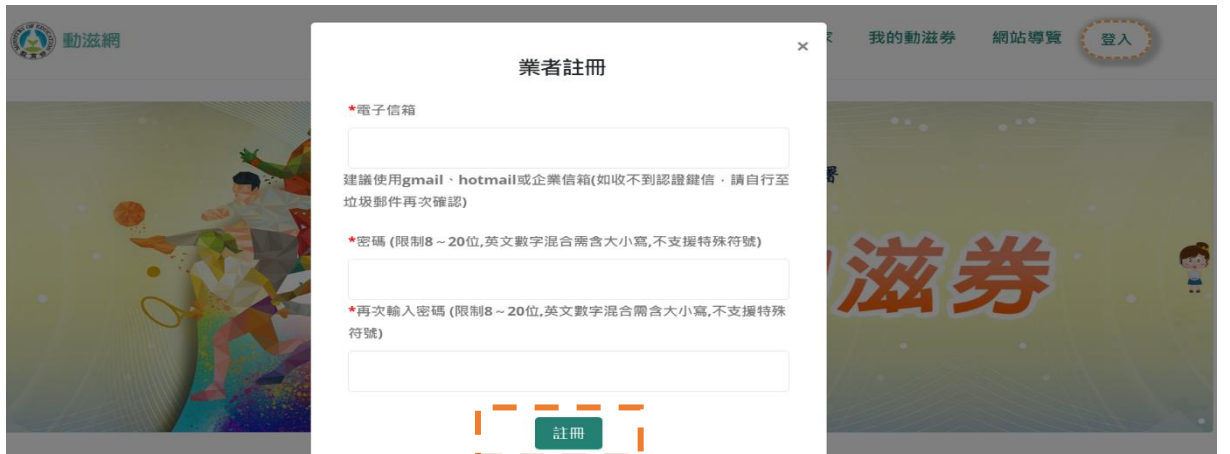 動滋網
我的動滋券
網站導覽
登入
×
業者註冊
*電子信箱
建議使用gmail、hotmail或企業信箱(如收不到認證鍵信，請自行至
垃圾郵件再次確認)
*密碼 (限制8～20位,英文數字混合需含大小寫,不支援特殊符號)
*再次輸入密碼 (限制8～20位,英文數字混合需含大小寫,不支援特殊
符號)
註冊
滋券